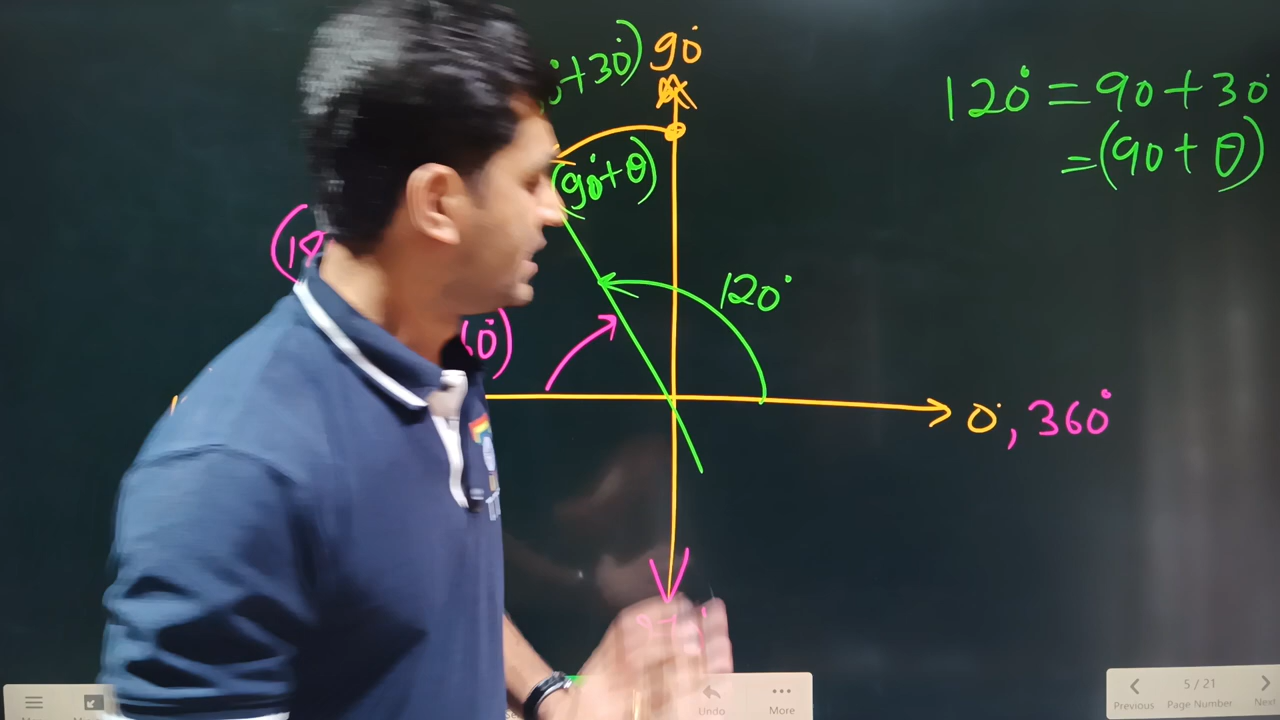 +30°)
90°
120° = 90 + 30°
= (90 + θ)
(90° + θ)
120°
0°, 360°
Undo
More
5 / 21
Previous
Page Number
Next